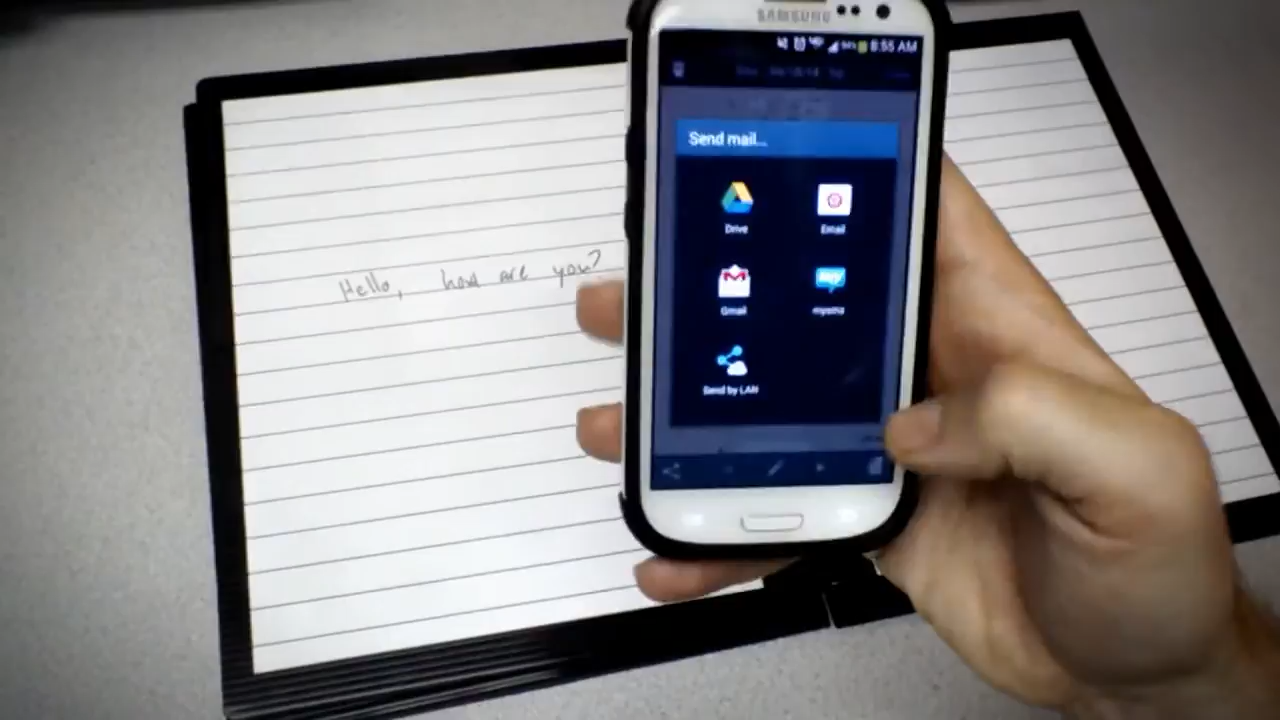 SAMSUNG
8:55 AM
Send mail...
Drive
Email
Gmail
Send by LAN
Hello, how are you?